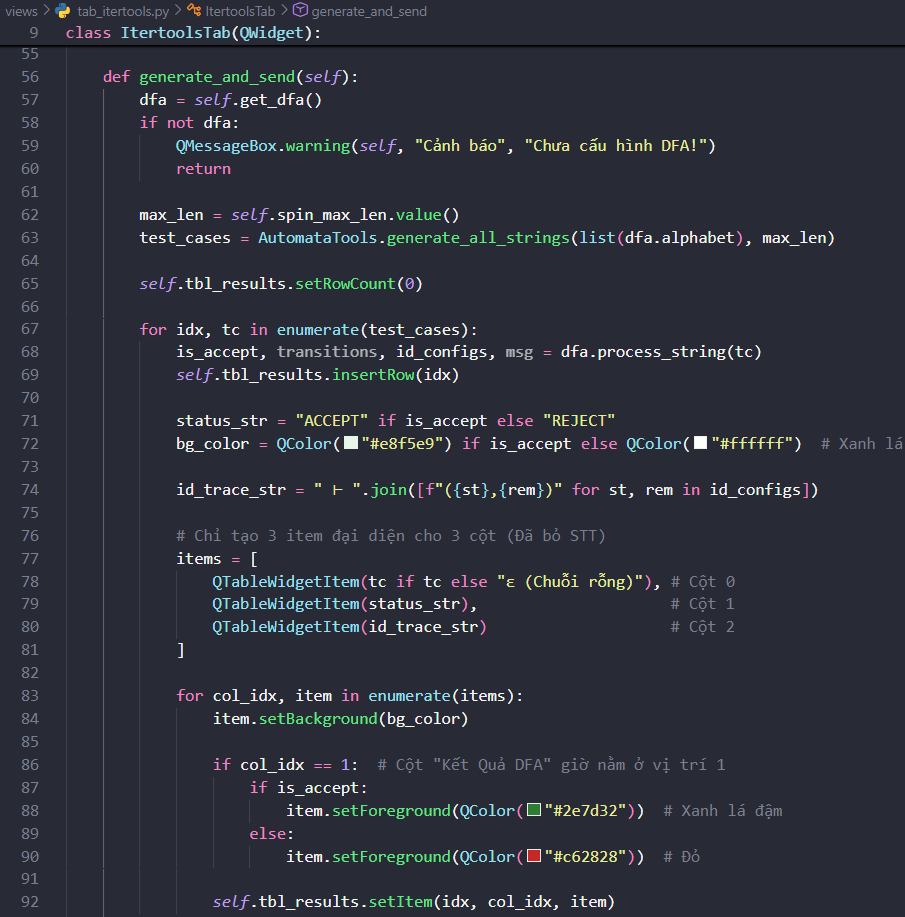 views > tab_itertools.py > ItertoolsTab > generate_and_send
9 class ItertoolsTab(QWidget):
55
56 def generate_and_send(self):
57 dfa = self.get_dfa()
58 if not dfa:
59 QMessageBox.warning(self, "Cảnh báo", "Chưa cấu hình DFA!")
60 return
61
62 max_len = self.spin_max_len.value()
63 test_cases = AutomataTools.generate_all_strings(list(dfa.alphabet), max_len)
64
65 self.tbl_results.setRowCount(0)
66
67 for idx, tc in enumerate(test_cases):
68 is_accept, transitions, id_configs, msg = dfa.process_string(tc)
69 self.tbl_results.insertRow(idx)
70
71 status_str = "ACCEPT" if is_accept else "REJECT"
72 bg_color = QColor("#e8f5e9") if is_accept else QColor("#ffffff") # Xanh lá
73
74 id_trace_str = " ⊢ ".join([f"({st},{rem})" for st, rem in id_configs])
75
76 # Chỉ tạo 3 item đại diện cho 3 cột (Đã bỏ STT)
77 items = [
78 QTableWidgetItem(tc if tc else "ε (Chuỗi rỗng)"), # Cột 0
79 QTableWidgetItem(status_str), # Cột 1
80 QTableWidgetItem(id_trace_str) # Cột 2
81 ]
82
83 for col_idx, item in enumerate(items):
84 item.setBackground(bg_color)
85
86 if col_idx == 1: # Cột "Kết Quả DFA" giờ nằm ở vị trí 1
87 if is_accept:
88 item.setForeground(QColor("#2e7d32")) # Xanh lá đậm
89 else:
90 item.setForeground(QColor("#c62828")) # Đỏ
91
92 self.tbl_results.setItem(idx, col_idx, item)